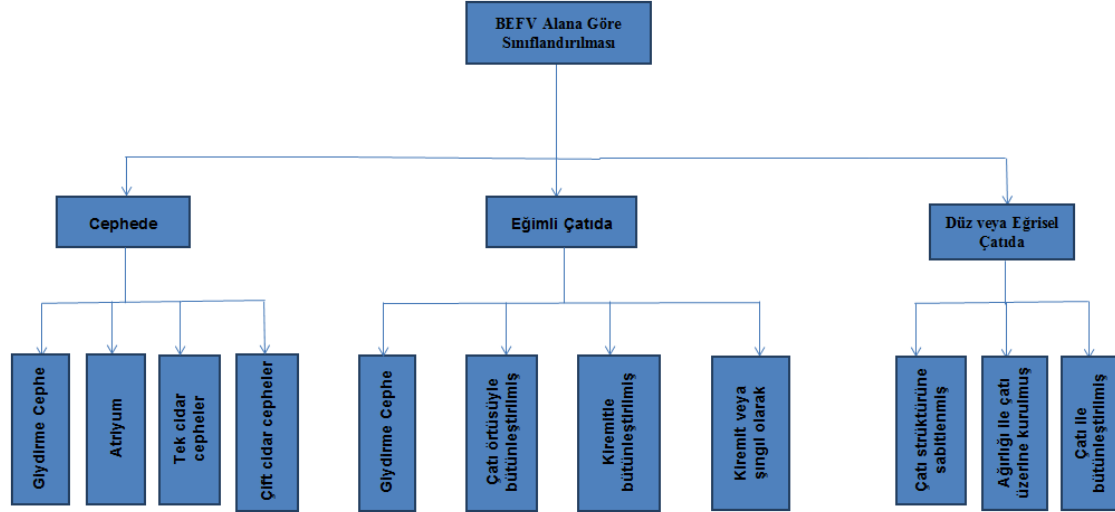 BEFV Alana Göre
Sınıflandırılması
Cephede
Eğimli Çatıda
Düz veya Eğrisel
Çatıda
Giydirme Cephe
Atriyum
Tek cidar
cepheler
Çift cidar cepheler
Giydirme Cephe
Çatı örtüsüyle
bütünleştirilmiş
Kiremitle
bütünleştirilmiş
Kiremit veya
şıngıl olarak
Çatı strüktürüne
sabitlenmiş
Ağırlığı ile çatı
üzerine kurulmuş
Çatı ile
bütünleştirilmiş